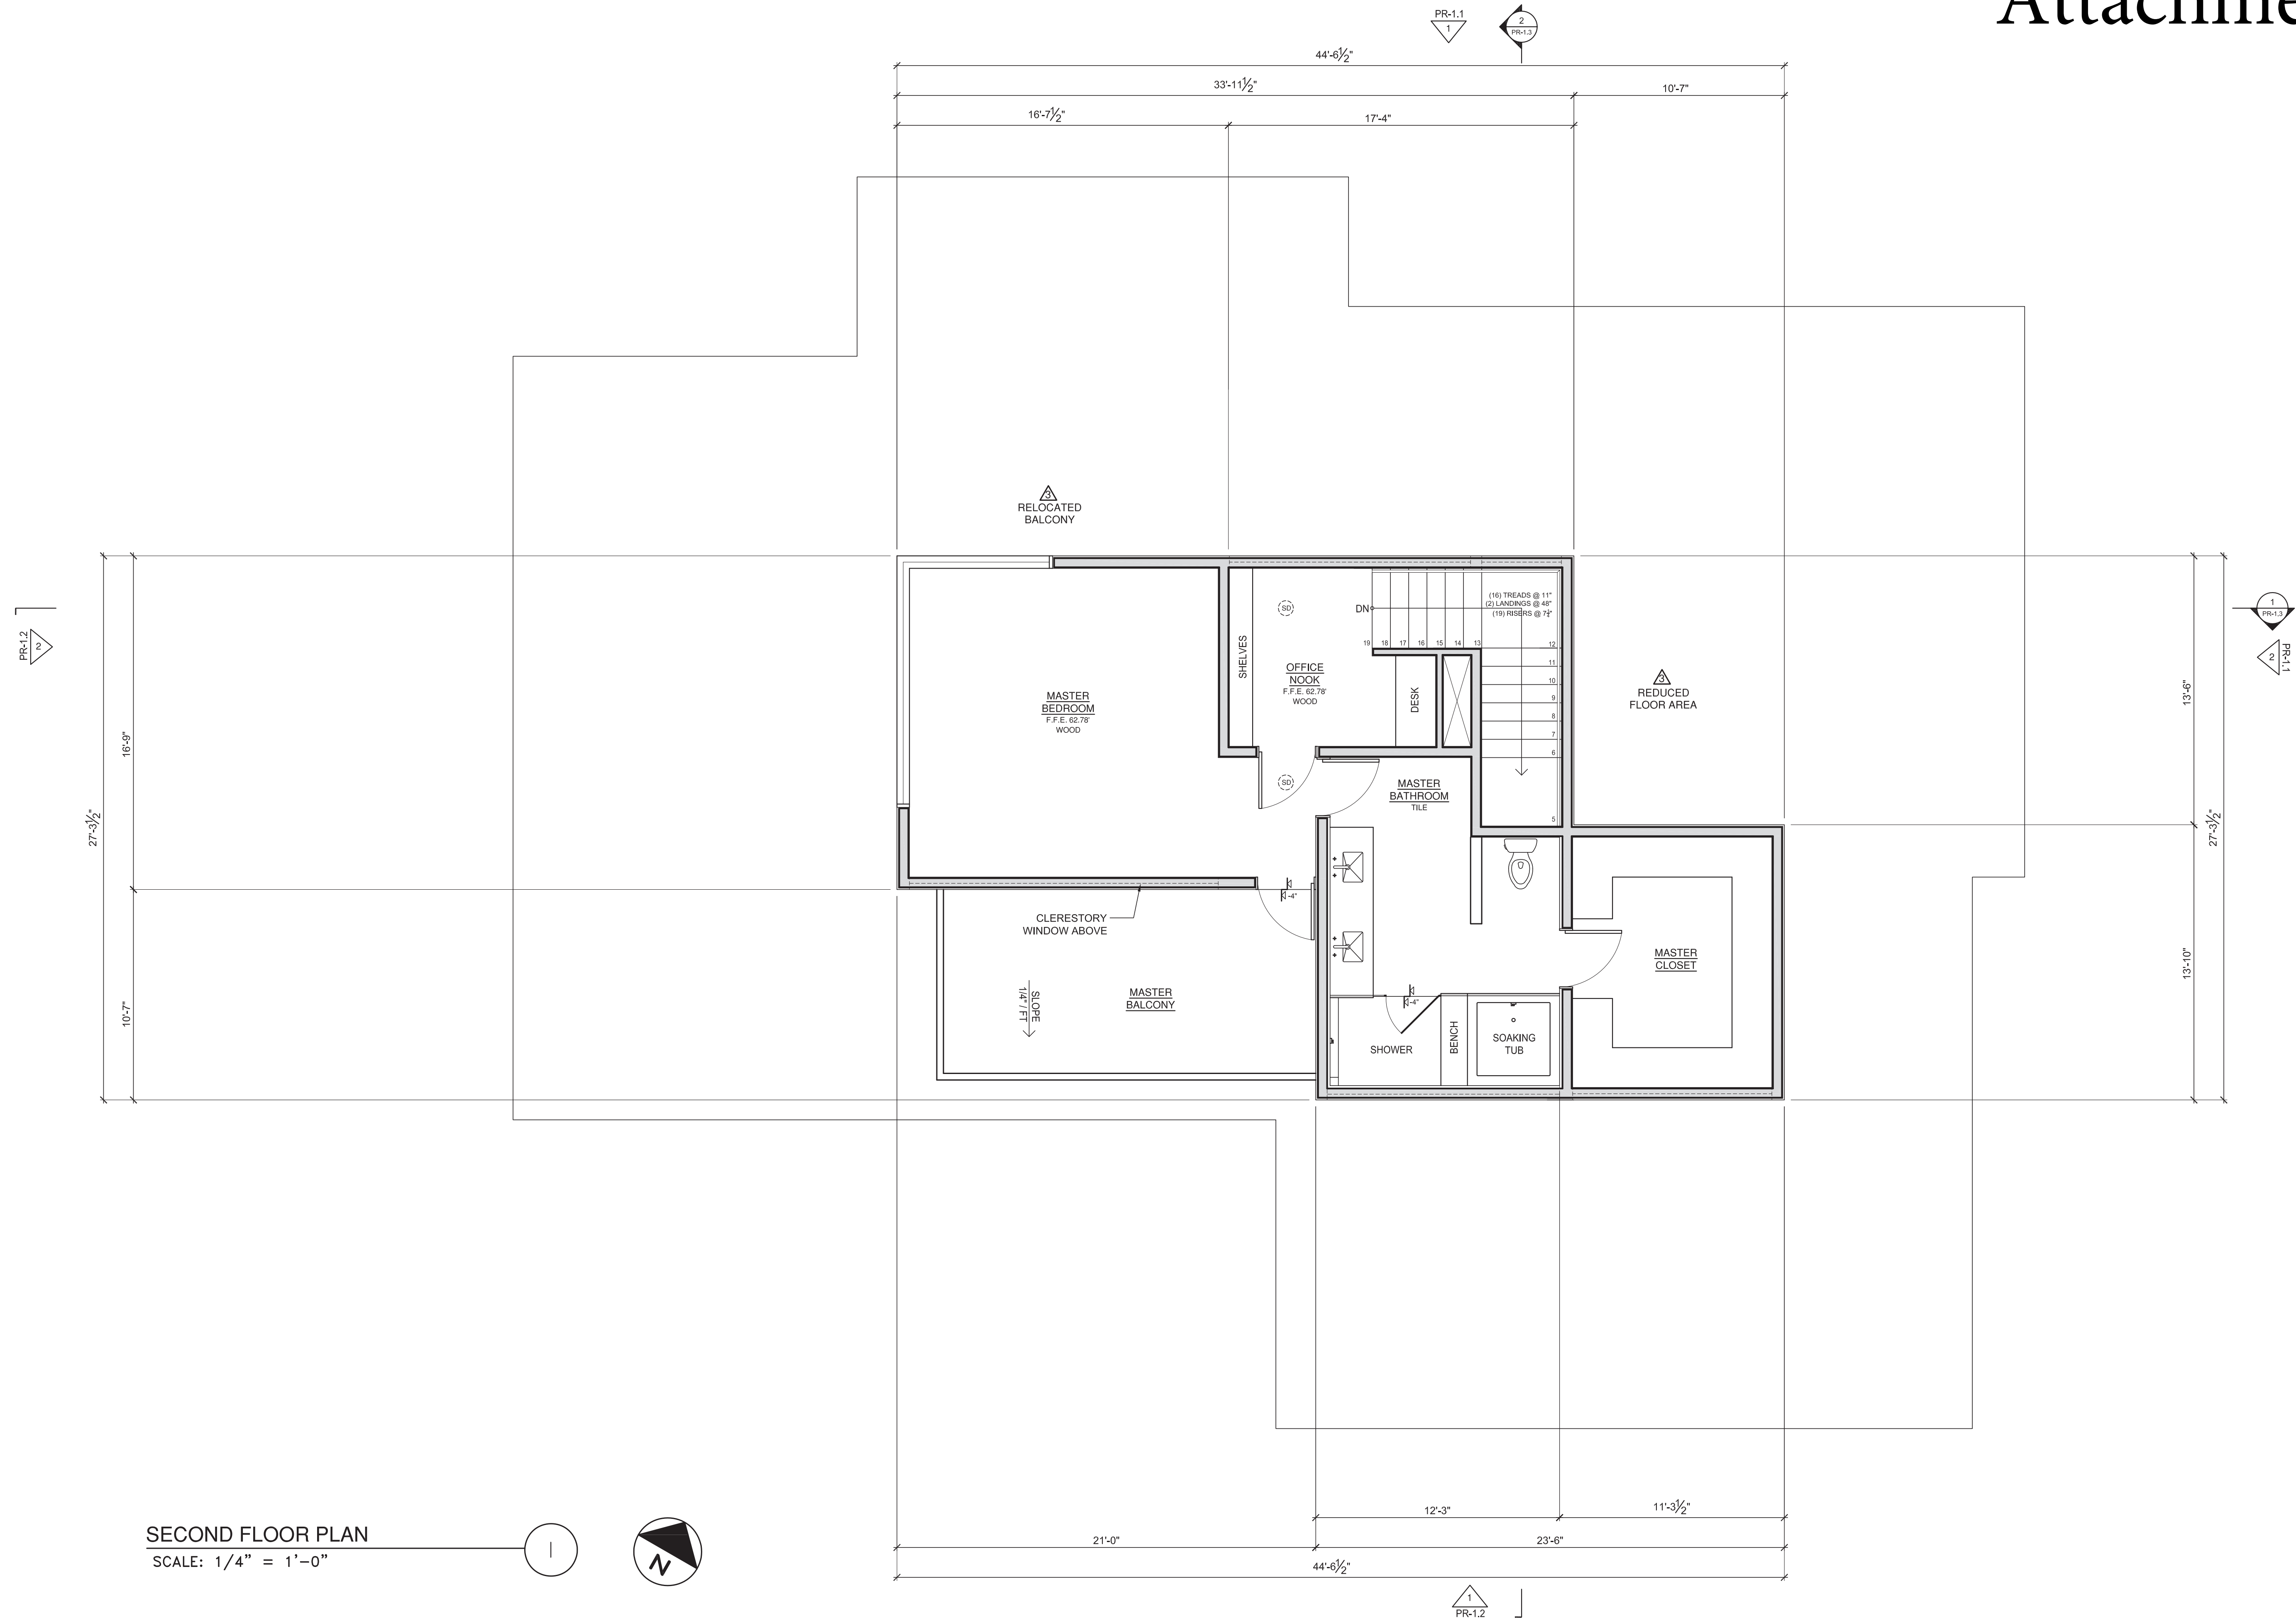 Attachme
PR-1.1
1
2
PR-1.3
44'-6½"
33'-11½"
10'-7"
16'-7½"
17'-4"
3
RELOCATED
BALCONY
PR-1.2
2
27'-3½"
16'-9"
10'-7"
MASTER
BEDROOM
F.F.E. 62.78'
WOOD
SHELVES
SD
OFFICE
NOOK
F.F.E. 62.78'
WOOD
DESK
DN
(16) TREADS @ 11"
(2) LANDINGS @ 48"
19 18 17 16 15 14 13
12
11
10
9
8
7
6
5
SD
3
REDUCED
FLOOR AREA
1
PR-1.3
2
PR-1.1
13'-6"
27'-3½"
13'-10"
MASTER
BATHROOM
TILE
-4"
CLERESTORY
WINDOW ABOVE
SLOPE
1/4" / FT
MASTER
BALCONY
MASTER
CLOSET
-4"
SHOWER
BENCH
SOAKING
TUB
12'-3"
11'-3½"
21'-0"
23'-6"
44'-6½"
1
PR-1.2
SECOND FLOOR PLAN
SCALE: 1/4" = 1'-0"
1
N